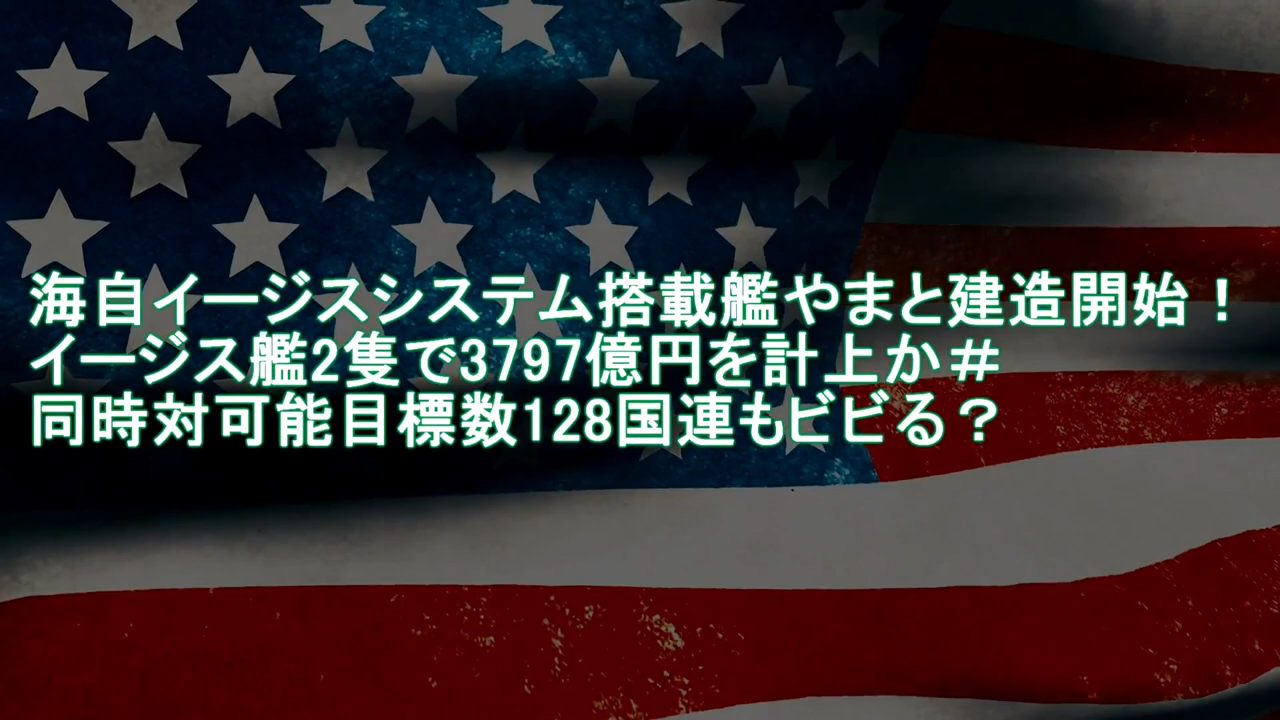 海自イージスシステム搭載艦やまと建造開始！
イージス艦2隻で3797億円を計上か＃
同時対可能目標数128国連もビビる？